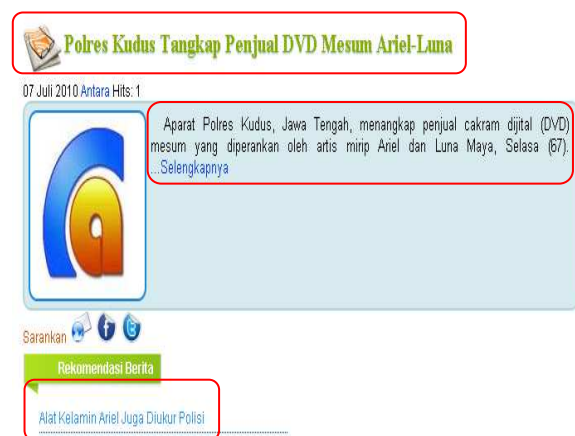 Polres Kudus Tangkap Penjual DVD Mesum Ariel-Luna
07 Juli 2010 Antara Hits: 1
Aparat Polres Kudus, Jawa Tengah, menangkap penjual cakram dijital (DVD)
mesum yang diperankan oleh artis mirip Ariel dan Luna Maya, Selasa (67).
...Selengkapnya
Sarankan
Rekomendasi Berita
Alat Kelamin Ariel Juga Diukur Polisi